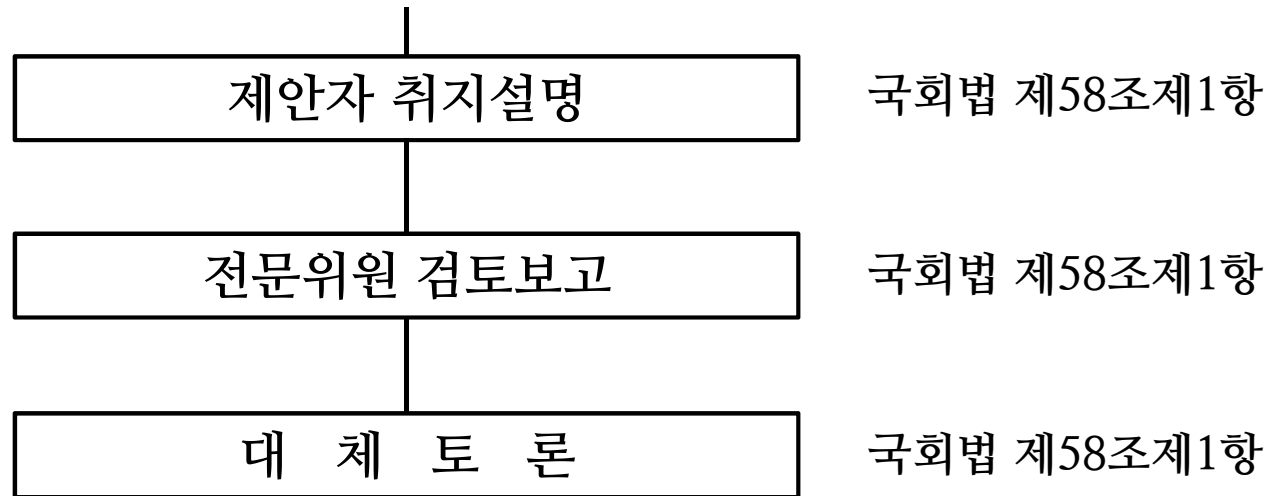 제안자 취지설명 국회법 제58조제1항
전문위원 검토보고 국회법 제58조제1항
대 체 토 론 국회법 제58조제1항